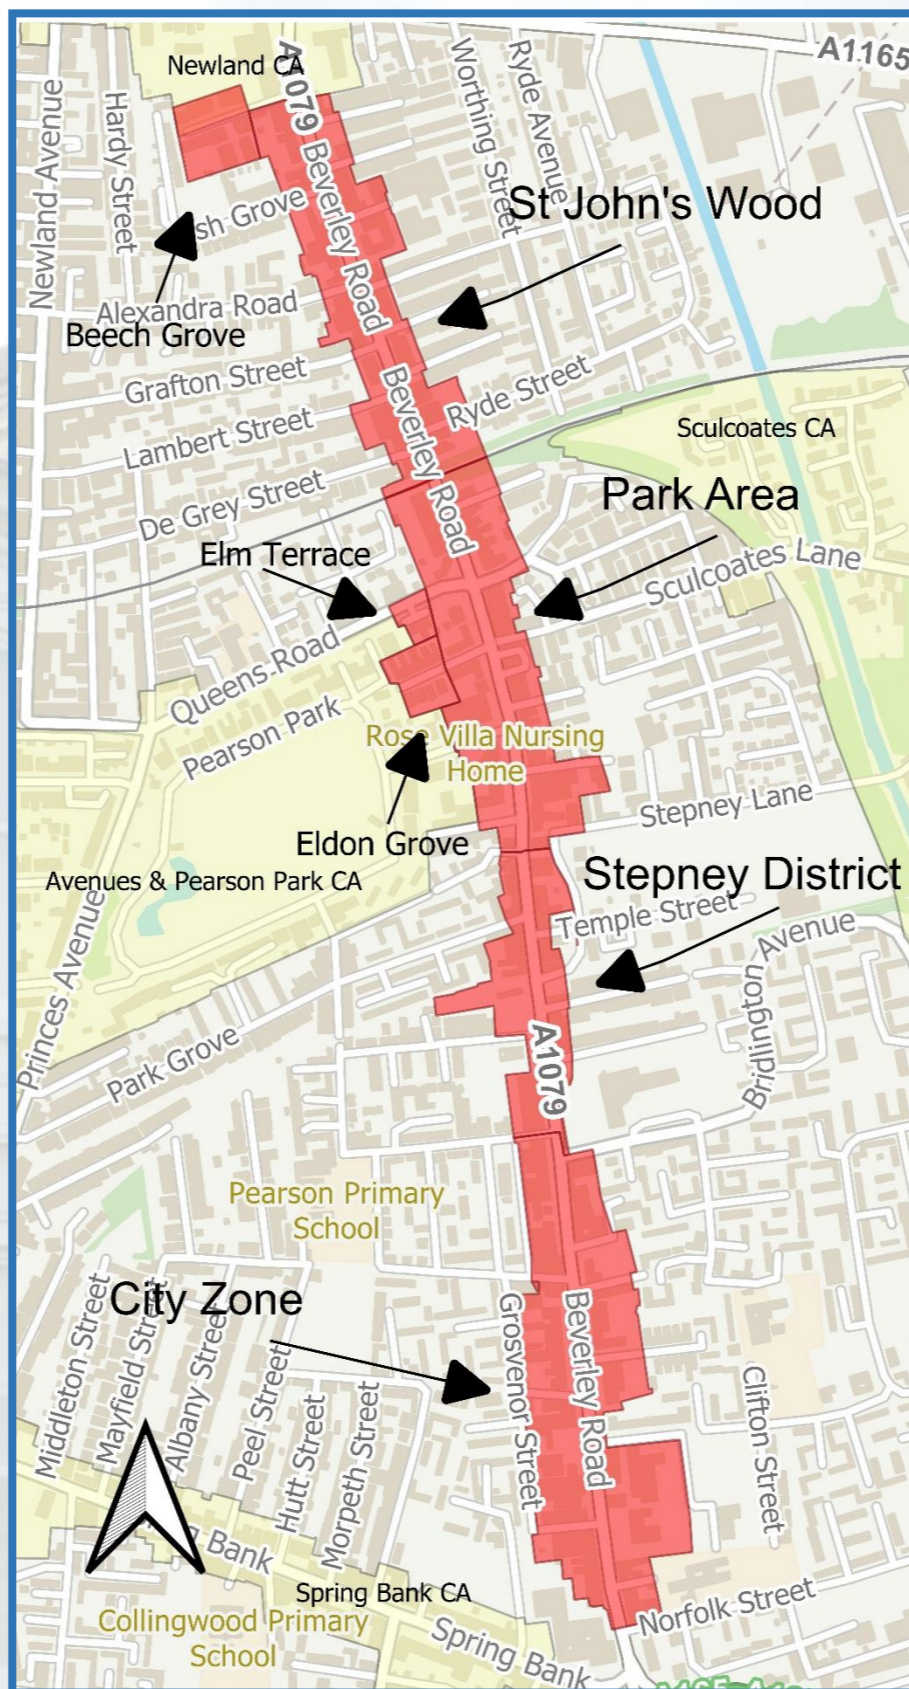 Newland CA
A1079
A1165
Newland Avenue
Hardy Street
Beverley Road
Worthing Street
Ryde Avenue
St John's Wood
sh Grove
Alexandra Road
Beech Grove
Grafton Street
Beverley Road
Ryde Street
Lambert Street
Sculcoates CA
De Grey Street
Park Area
Elm Terrace
Sculcoates Lane
Queens Road
Pearson Park
Rose Villa Nursing
Home
Stepney Lane
Eldon Grove
Avenues & Pearson Park CA
Stepney District
Temple Street
Princes Avenue
Bridlington Avenue
Park Grove
A1079
Pearson Primary
School
City Zone
Middleton Street
Mayfield Street
Albany Street
Peel Street
Hutt Street
Morpeth Street
Grosvenor Street
Beverley Road
Clifton Street
Bank
Spring Bank CA
Collingwood Primary
School
Spring Bank
Norfolk Street